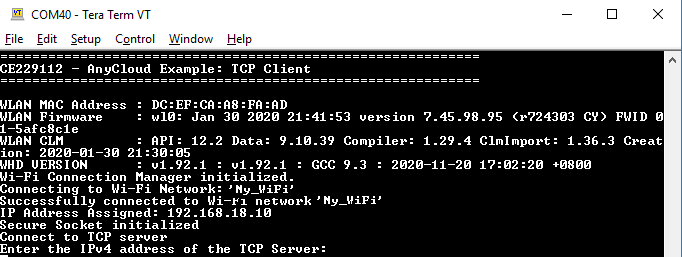 COM40 - Tera Term VT
File Edit Setup Control Window Help
===============================================================
CE229112 - AnyCloud Example: TCP Client
===============================================================
WLAN MAC Address : DC:EF:CA:A8:FA:AD
WLAN Firmware    : wl0: Jan 30 2020 21:41:53 version 7.45.98.95 (r724303 CY) FWID 0
1-5afc8c1e
WLAN CLM         : API: 12.2 Data: 9.10.39 Compiler: 1.29.4 ClmImport: 1.36.3 Creat
ion: 2020-01-30 21:30:05
WHD VERSION      : v1.92.1 : v1.92.1 : GCC 9.3 : 2020-11-20 17:02:20 +0800
Wi-Fi Connection Manager initialized.
Connecting to Wi-Fi Network: 'My_WiFi'
Successfully connected to Wi-Fi network 'My_WiFi'
IP Address Assigned: 192.168.18.10
Secure Socket initialized
Connect to TCP server
Enter the IPv4 address of the TCP Server: